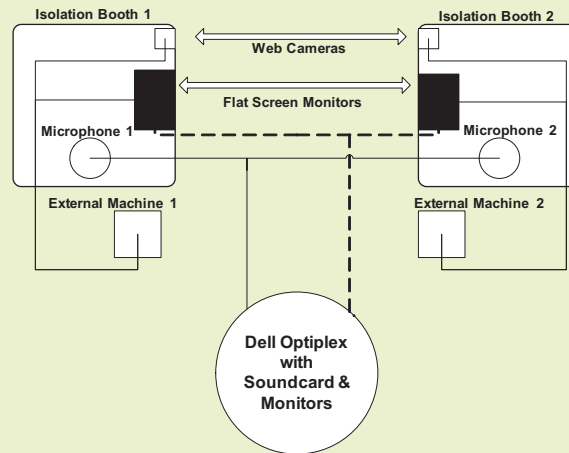 Isolation Booth 1
Isolation Booth 2
Web Cameras
Flat Screen Monitors
Microphone 1
Microphone 2
External Machine 1
External Machine 2
Dell Optiplex
with
Soundcard &
Monitors